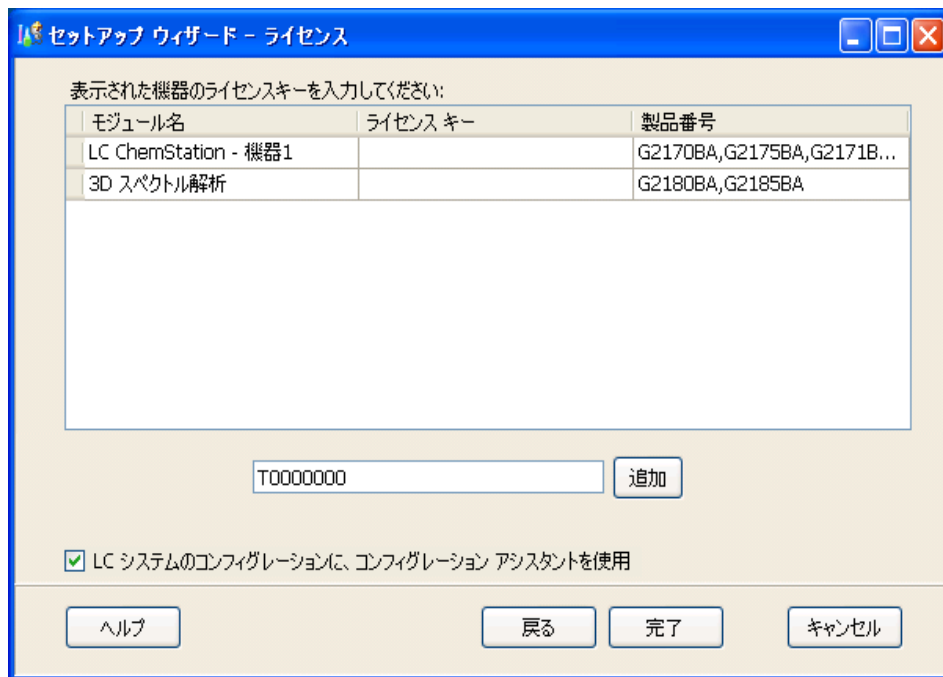 セットアップ ウィザード - ライセンス
表示された機器のライセンスキーを入力してください:
モジュール名 ライセンス キー 製品番号
LC ChemStation - 機器1 G2170BA,G2175BA,G2171B...
3D スペクトル解析 G2180BA,G2185BA
T0000000 追加
LC システムのコンフィグレーションに、コンフィグレーション アシスタントを使用
ヘルプ 戻る 完了 キャンセル